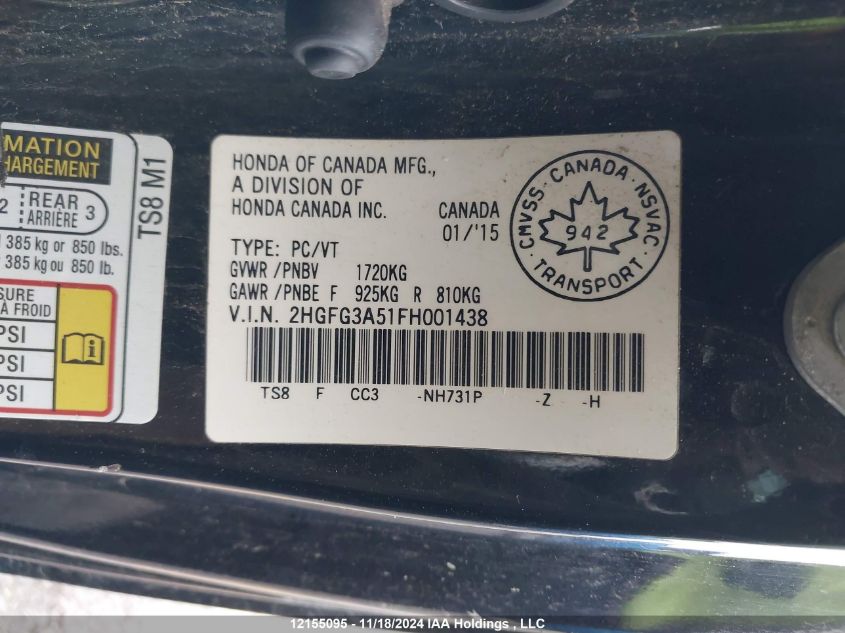 MATION
HARGEMENT
2 REAR 3
ARRIÈRE
385 kg or 850 lbs.
385 kg ou 850 lb.
SURE
À FROID
PSI
PSI
PSI
TS8 M1
HONDA OF CANADA MFG.,
A DIVISION OF
HONDA CANADA INC. CANADA
01/'15
TYPE: PC/VT
GVWR /PNBV 1720KG
GAWR /PNBE F 925KG R 810KG
V.I.N. 2HGFG3A51FH001438
TS8 F CC3 -NH731P -Z -H
CMVSS · CANADA · NSVAC
942
TRANSPORT
12155095 - 11/18/2024 IAA Holdings , LLC